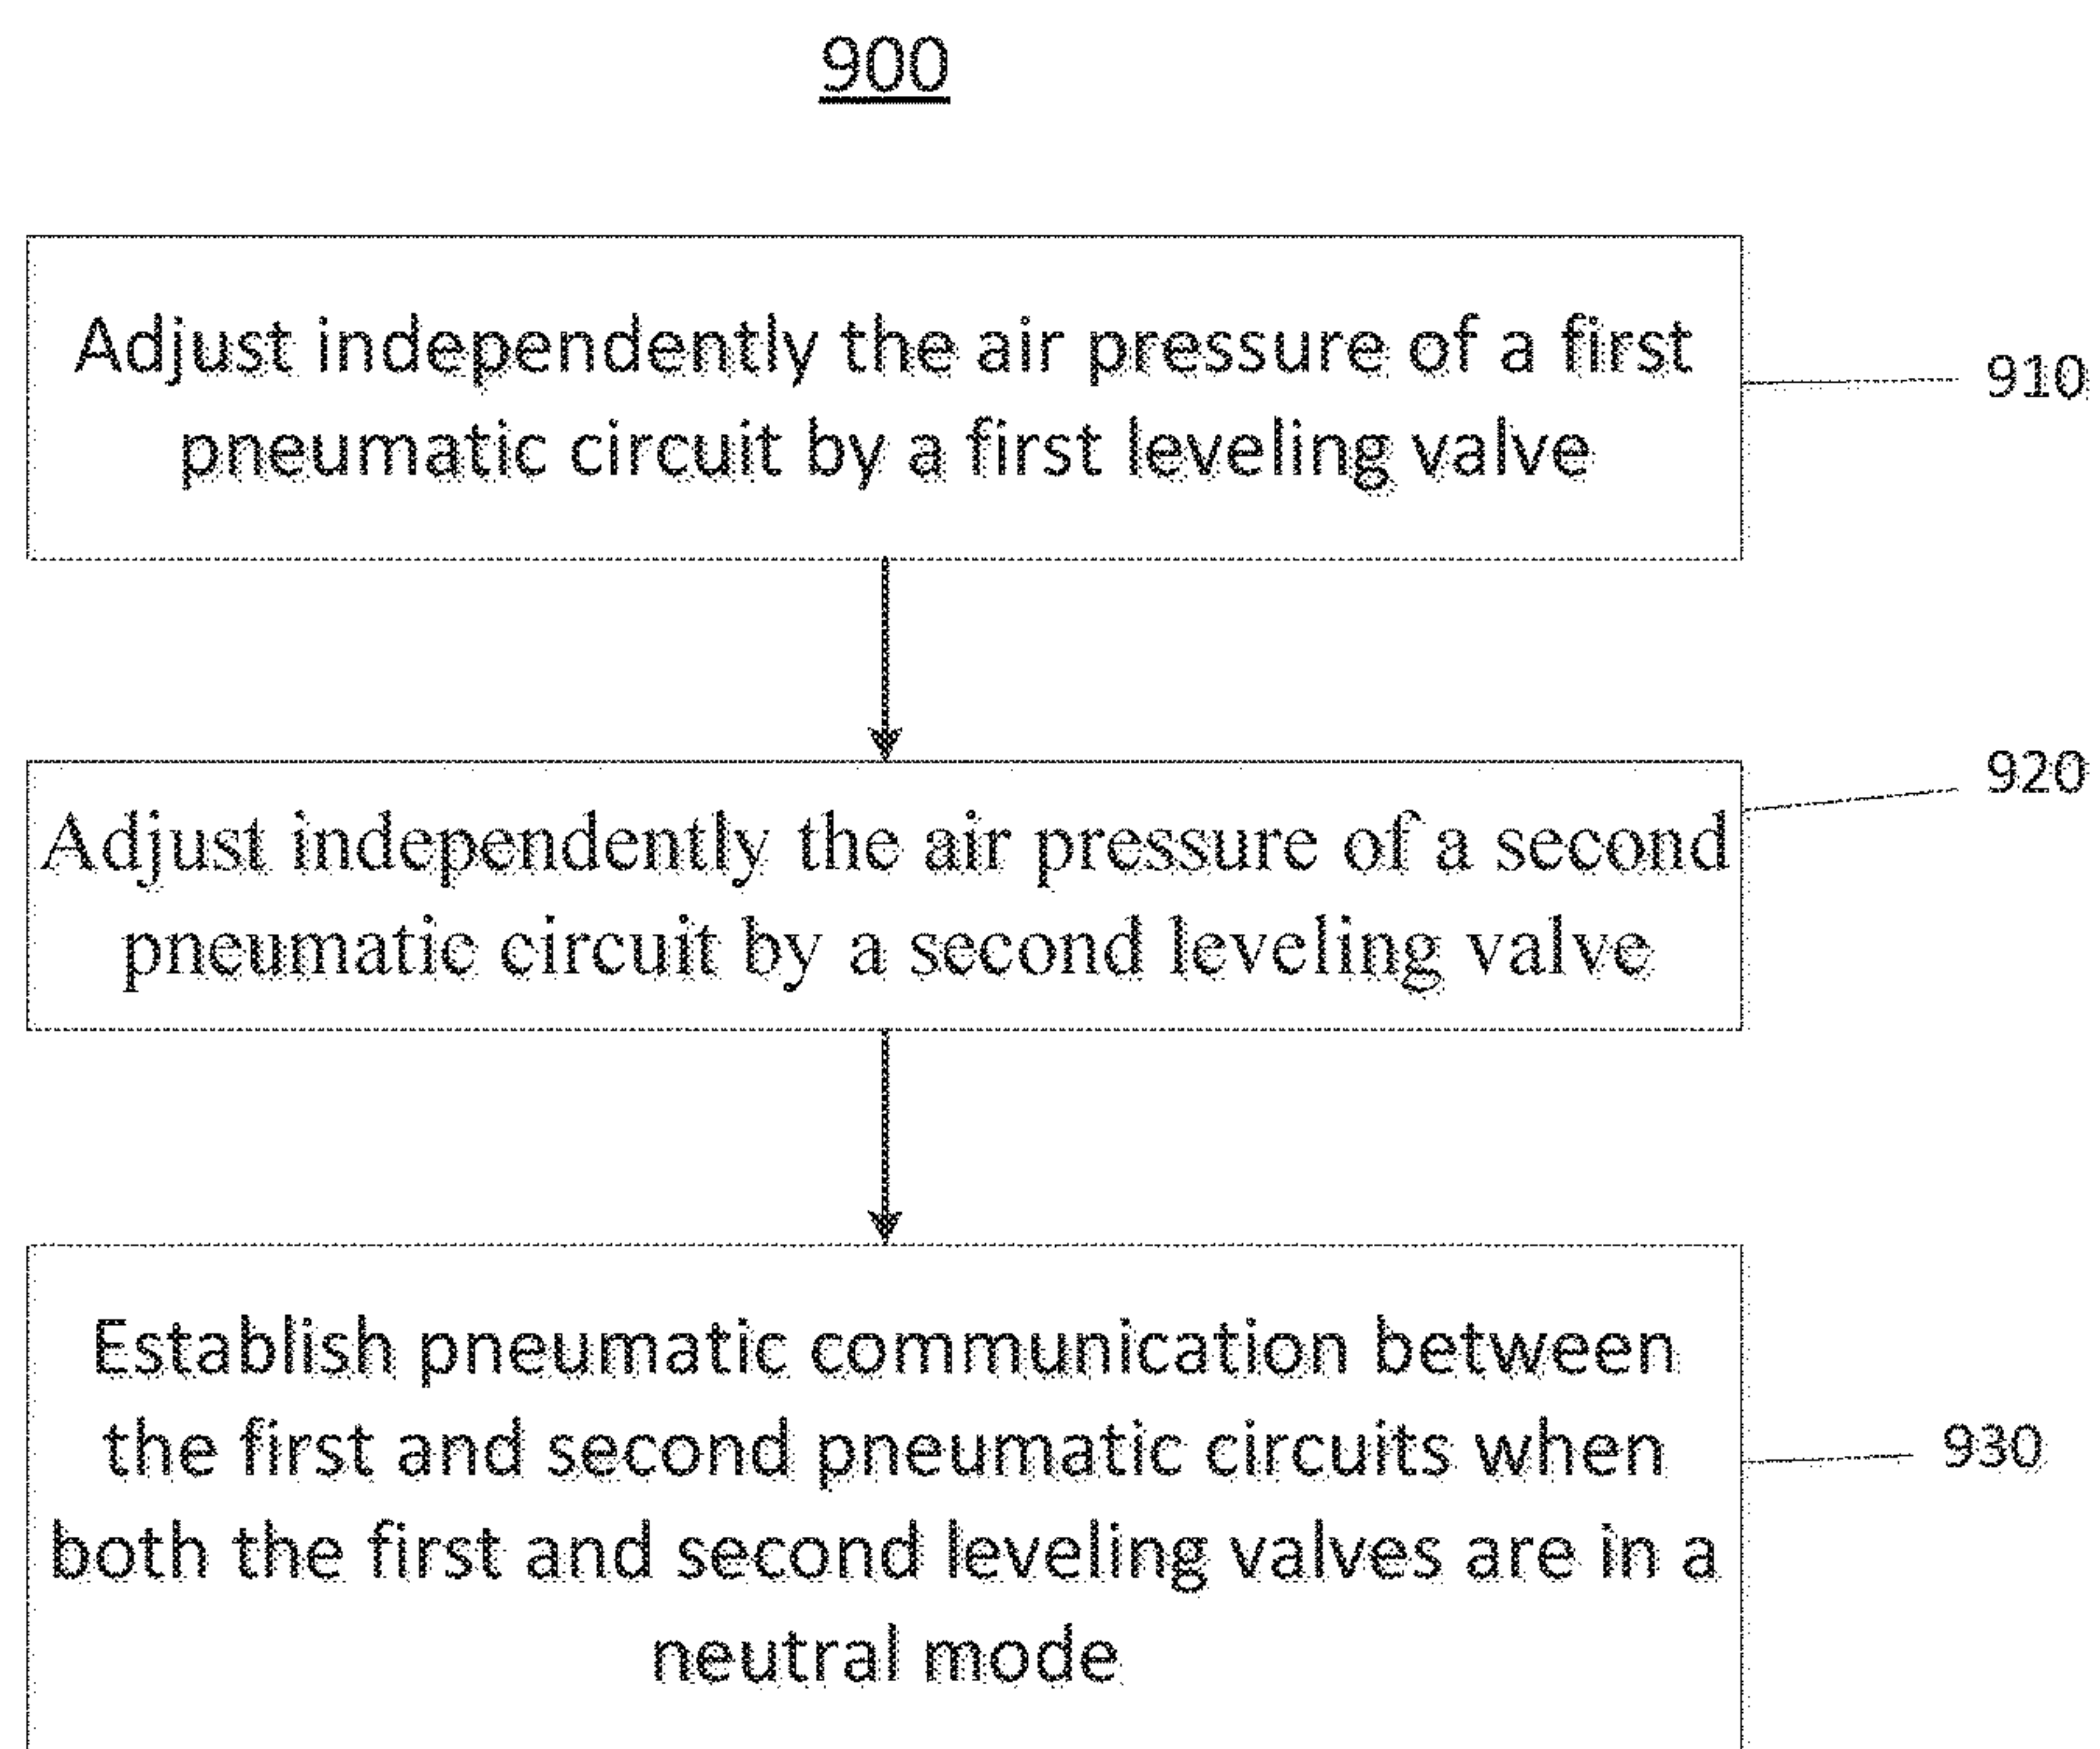 900
Adjust independently the air pressure of a first
pneumatic circuit by a first leveling valve
910
920
Adjust independently the air pressure of a second
pneumatic circuit by a second leveling valve
Establish pneumatic communication between
the first and second pneumatic circuits when
both the first and second leveling valves are in a
neutral mode
930